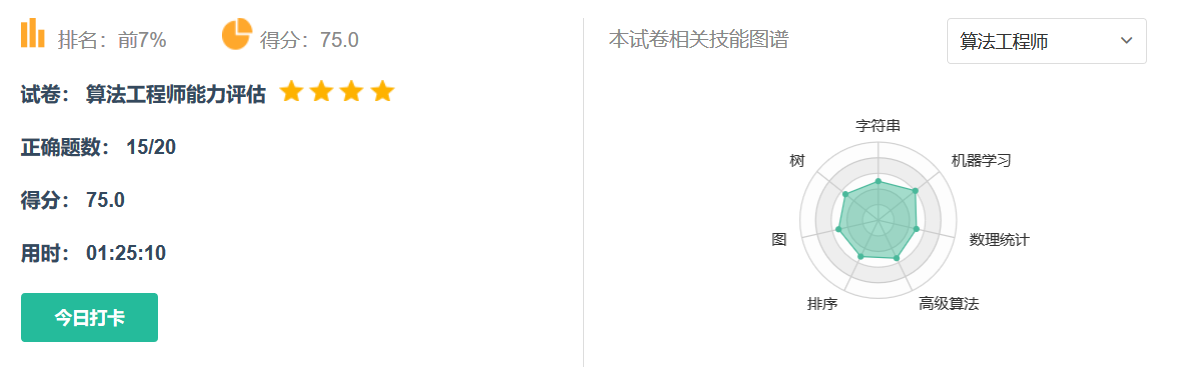 排名：前7% 得分：75.0
试卷： 算法工程师能力评估
正确题数： 15/20
得分： 75.0
用时： 01:25:10
今日打卡
本试卷相关技能图谱
算法工程师
字符串
机器学习
数理统计
高级算法
排序
图
树